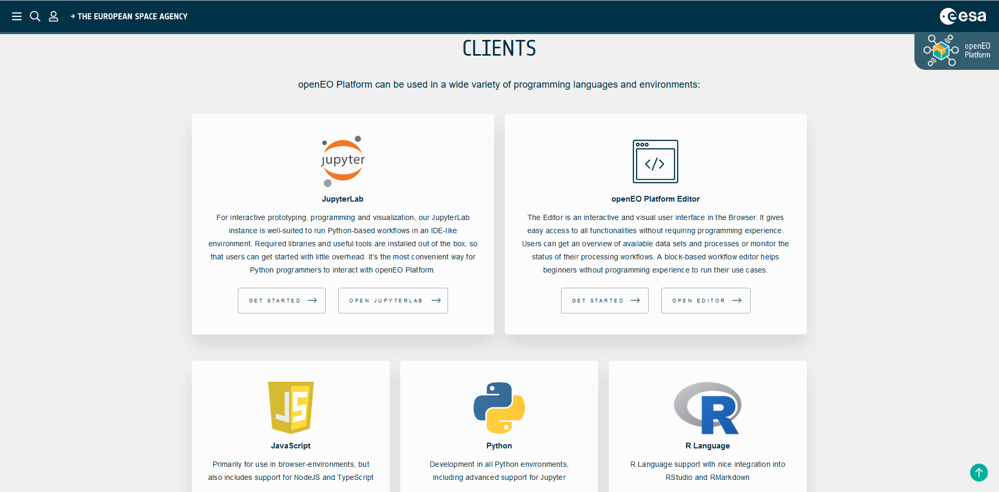 → THE EUROPEAN SPACE AGENCY
esa
openEO
Platform
CLIENTS
openEO Platform can be used in a wide variety of programming languages and environments:
jupyter
JupyterLab
For interactive prototyping, programming and visualization, our JupyterLab
instance is well-suited to run Python-based workflows in an IDE-like
environment. Required libraries and useful tools are installed out of the box, so
that users can get started with little overhead. It's the most convenient way for
Python programmers to interact with openEO Platform.
GET STARTED
OPEN JUPYTERLAB
</>
openEO Platform Editor
The Editor is an interactive and visual user interface in the Browser. It gives
easy access to all functionalities without requiring programming experience.
Users can get an overview of available data sets and processes or monitor the
status of their processing workflows. A block-based workflow editor helps
beginners without programming experience to run their use cases.
GET STARTED
OPEN EDITOR
JS
JavaScript
Primarily for use in browser-environments, but
also includes support for NodeJS and TypeScript
Python
Development in all Python environments,
including advanced support for Jupyter
R
R Language
R Language support with nice integration into
RStudio and RMarkdown